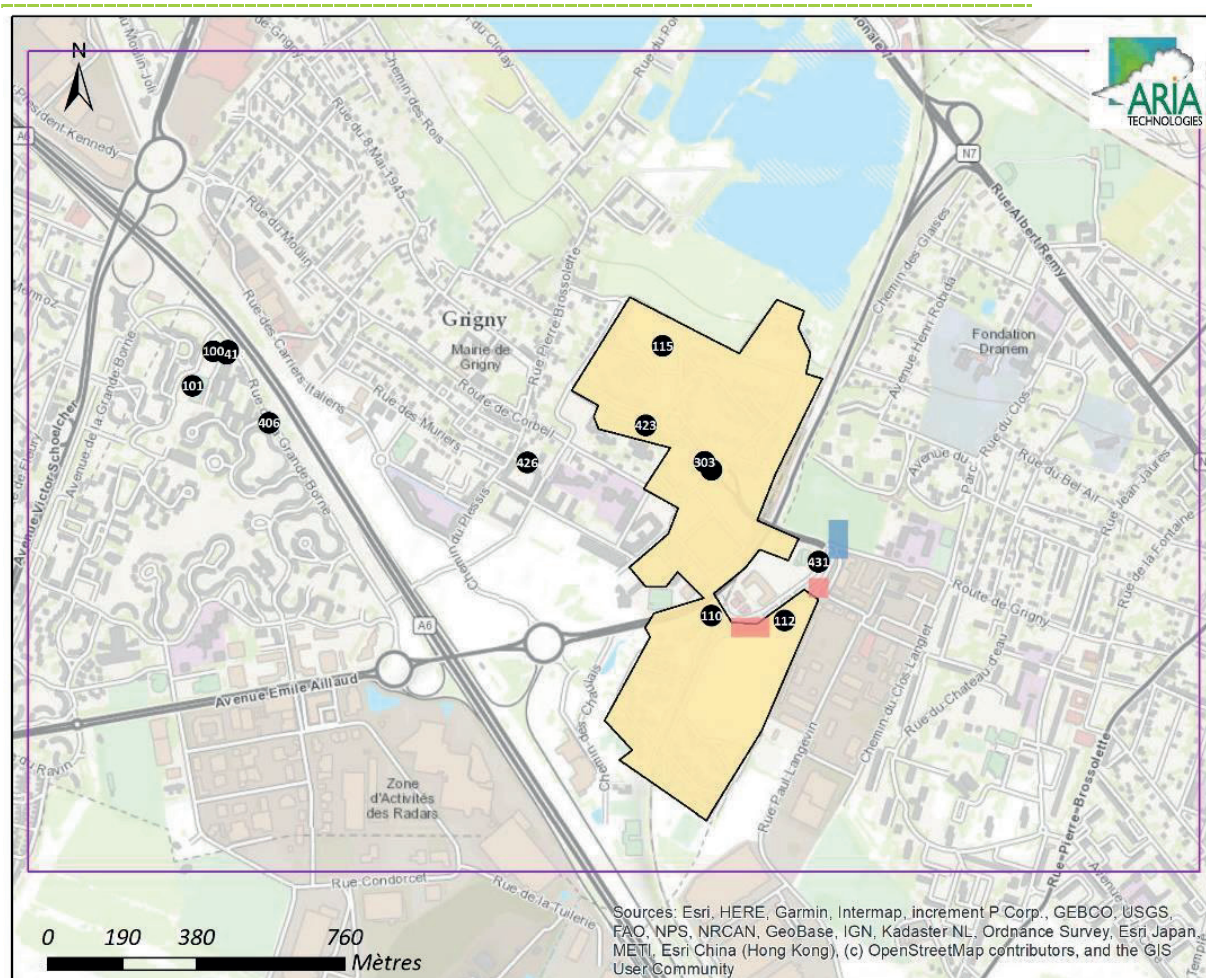 N
ARIA
TECHNOLOGIES
A6
N7
Président Kennedy
Rue du 8 Mai 1945
Chemin des Rois
Rue du Moulin
Rue des Carriers Italiens
Rue Pierre Brossolette
Grigny
Mairie de
Grigny
Route de Corbeil
Rue des Muriers
Chemin du Plessis
Avenue de la Grande Borne
Rue de la Grande Borne
Avenue Victor Schoelcher
Mermoz
Chemin des Glaises
Avenue Henri Robida
Rue Albert Remy
Fondation
Dranem
Rue du Clos
Avenue du Parc
Rue du Bel Air
Rue Jean Jaures
Rue de la Fontaine
115
100
41
101
406
423
426
303
431
110
112
Route de Grigny
Chemin du Clos Langlet
Rue du Chateau d'eau
Rue Paul Langevin
Rue Pierre Brossolette
A6
Avenue Emile Aillaud
Chemin des Chaulais
Zone
d'Activités
des Radars
Rue Condorcet
Rue de la Tuilerie
0 190 380 760
Mètres
Sources: Esri, HERE, Garmin, Intermap, increment P Corp., GEBCO, USGS,
FAO, NPS, NRCAN, GeoBase, IGN, Kadaster NL, Ordnance Survey, Esri Japan,
METI, Esri China (Hong Kong), (c) OpenStreetMap contributors, and the GIS
User Community